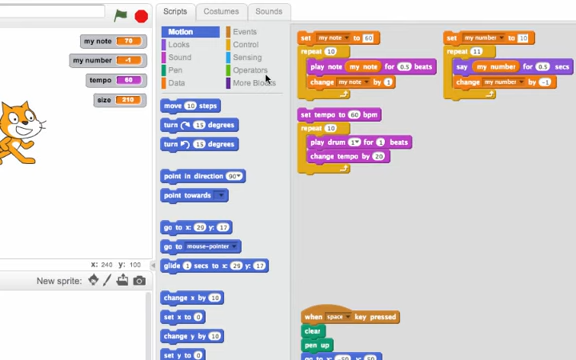 Scripts Costumes Sounds
my note 70
my number -1
tempo 60
size 210
Motion
Looks
Sound
Pen
Data
Events
Control
Sensing
Operators
More Blocks
move 10 steps
turn 15 degrees
turn 15 degrees
point in direction 90
point towards
go to x: 20 y: 17
go to mouse-pointer
glide 1 secs to x: 20 y: 17
change x by 10
set x to 0
change y by 10
set y to 0
set my note to 60
repeat 10
play note my note for 0.5 beats
change my note by 1
set my number to 10
repeat 11
say my number for 0.5 secs
change my number by -1
set tempo to 60 bpm
repeat 10
play drum 1 for 1 beats
change tempo by 20
when space key pressed
clear
pen up
x: 240 y: 100
New sprite: